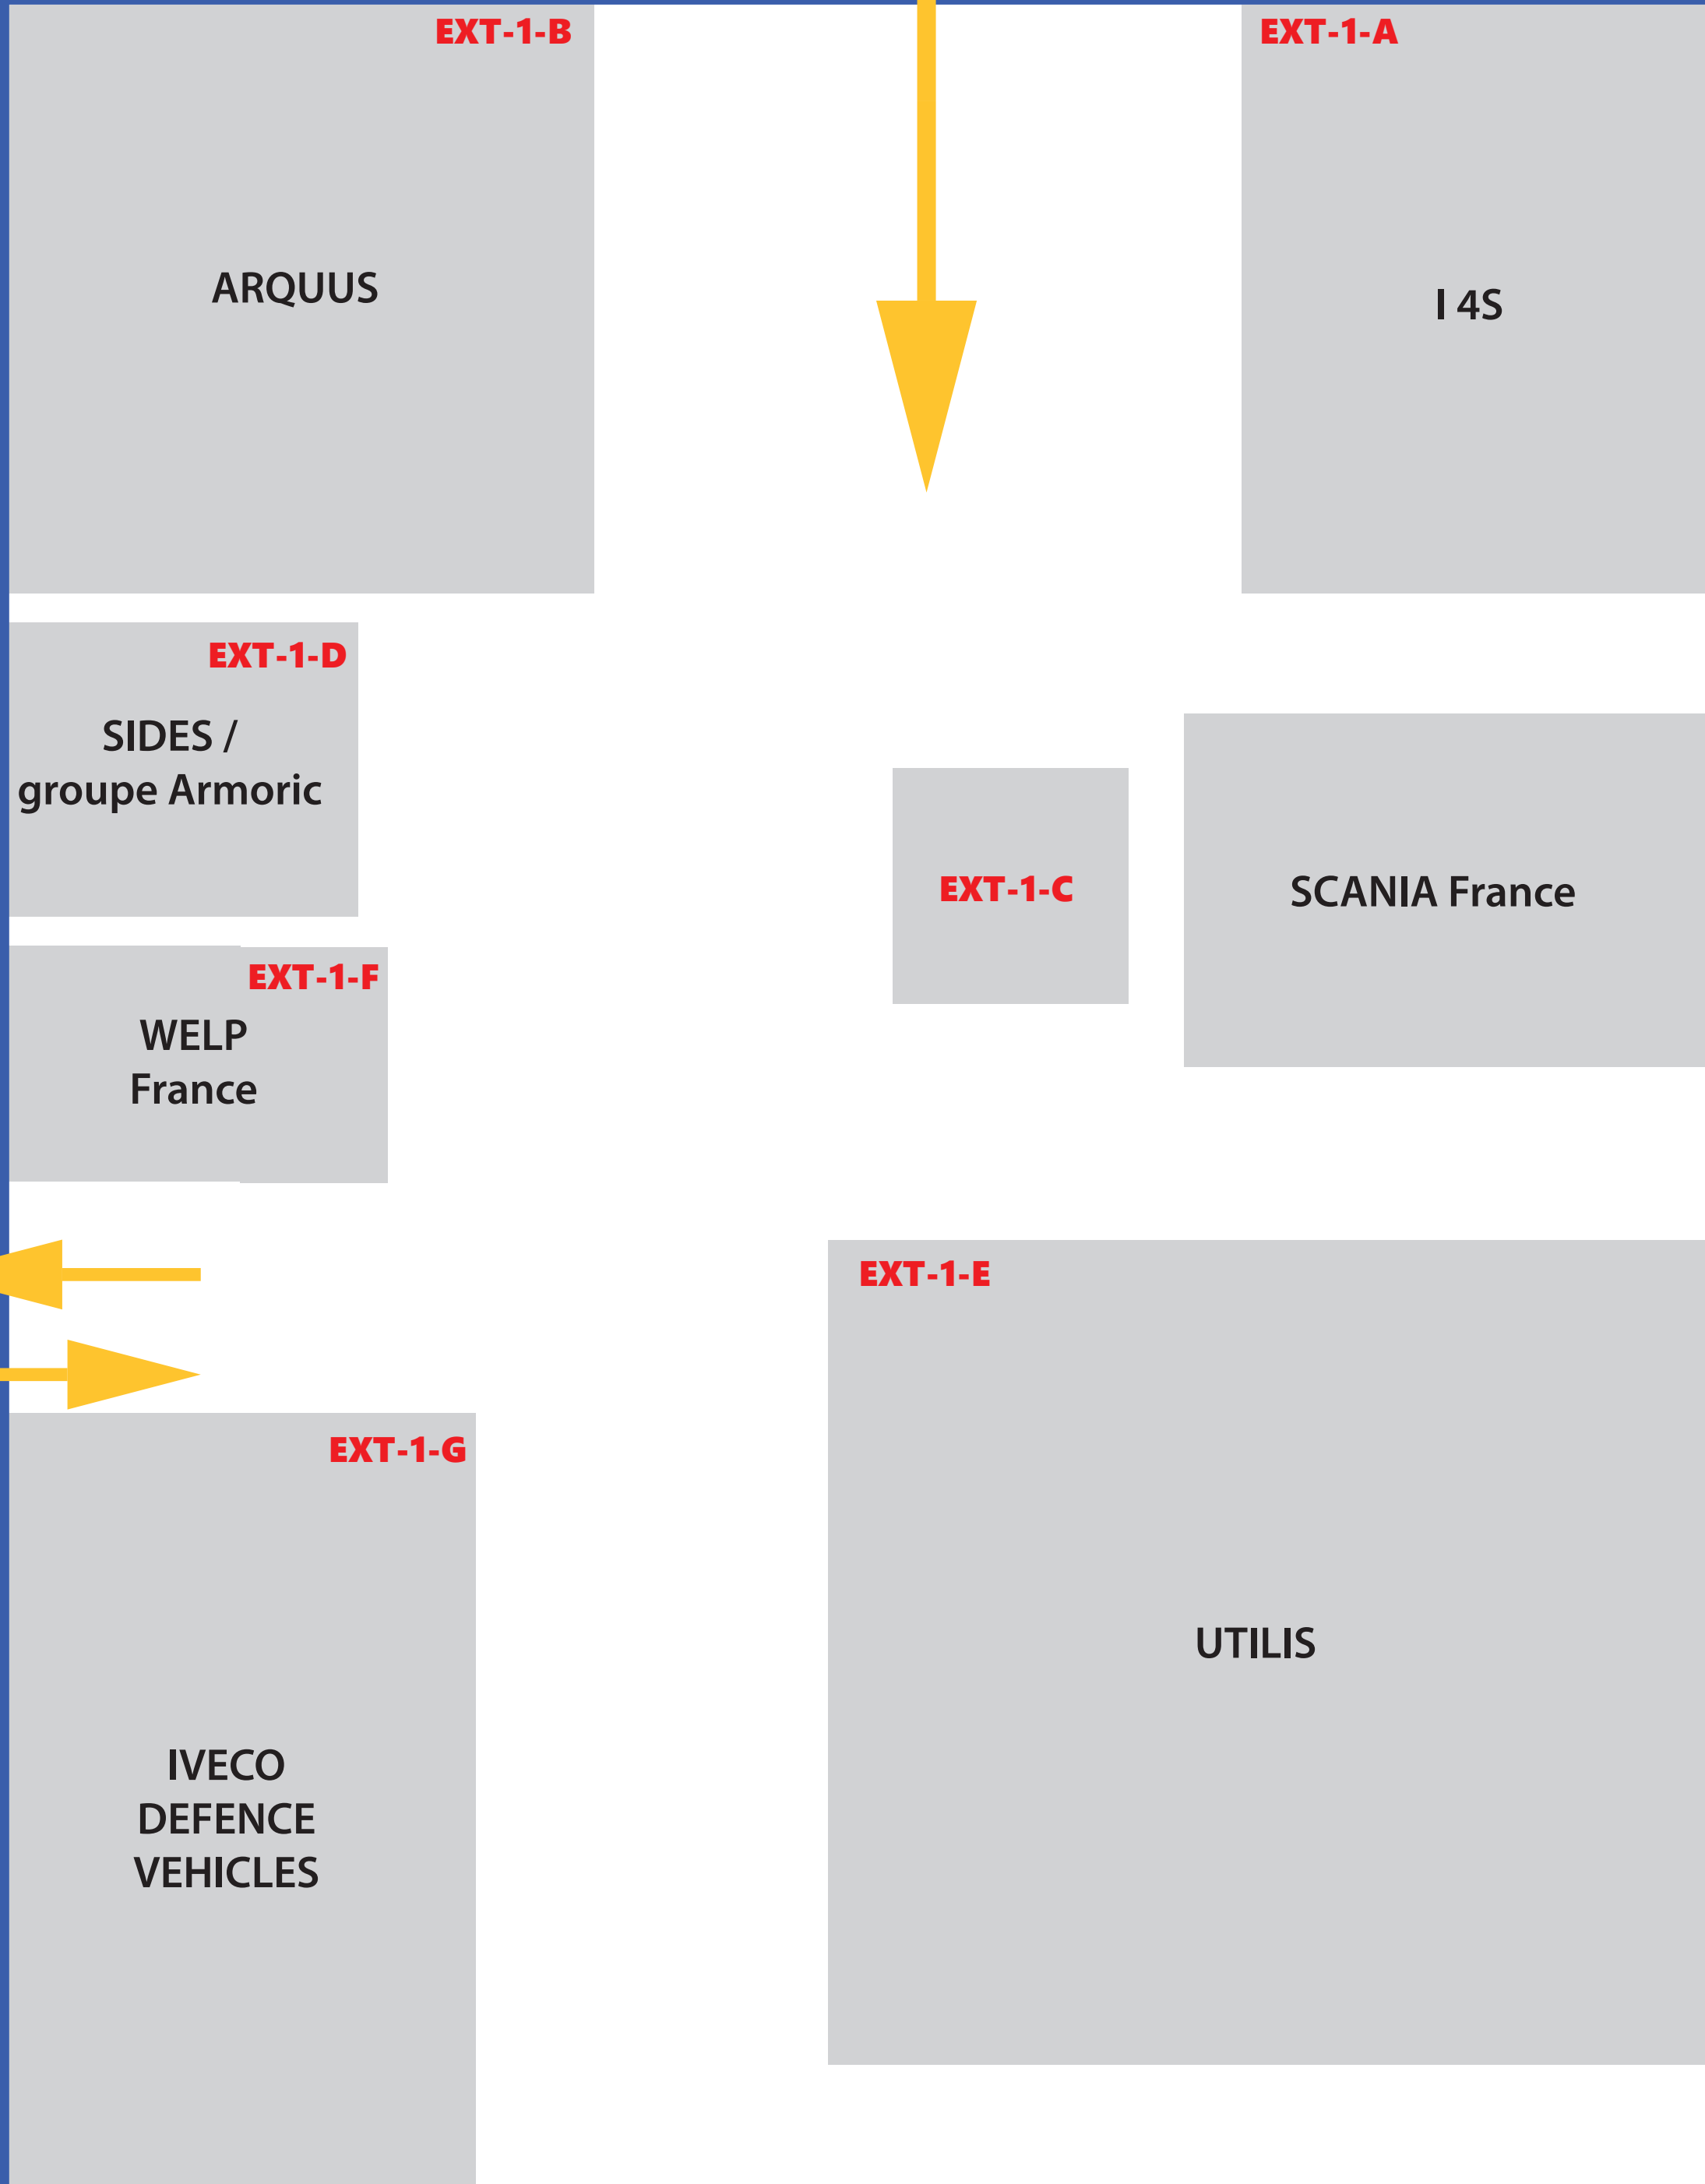 EXT-1-B
EXT-1-A
ARQUUS
I 4S
EXT-1-D
SIDES /
groupe Armoric
EXT-1-C
SCANIA France
EXT-1-F
WELP
France
EXT-1-E
EXT-1-G
UTILIS
IVECO
DEFENCE
VEHICLES